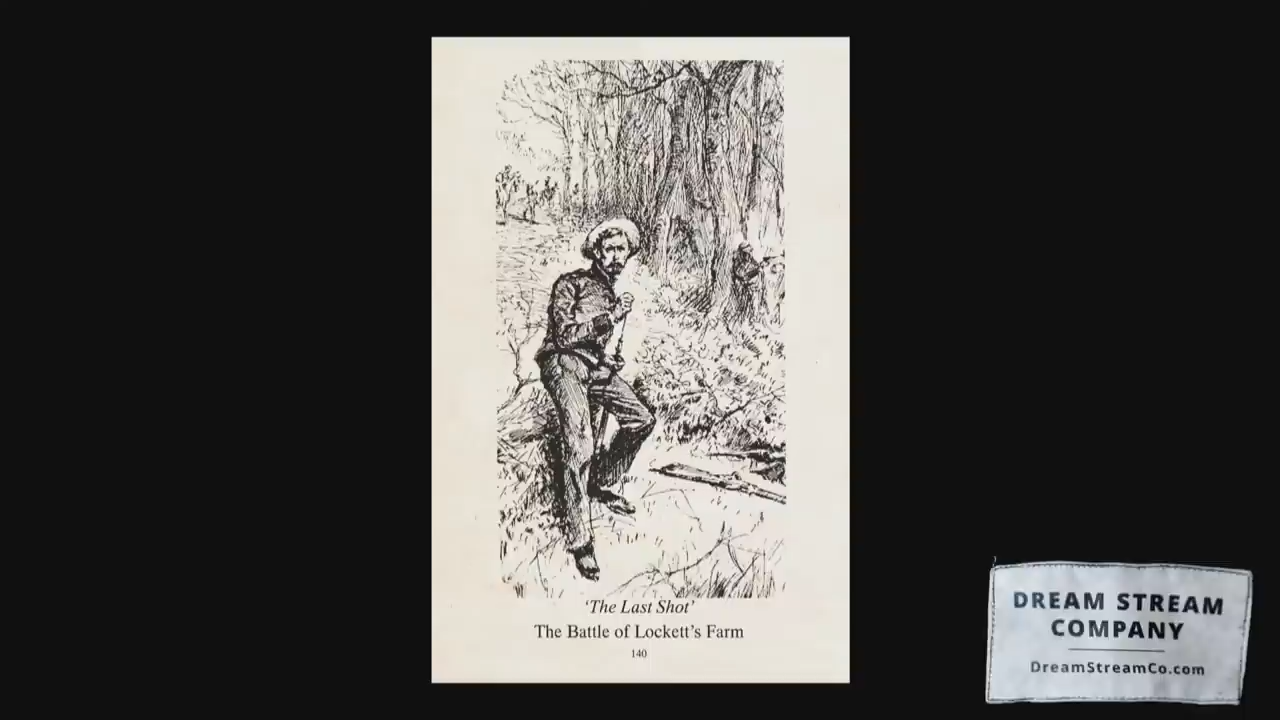 'The Last Shot'
The Battle of Lockett's Farm
140
DREAM STREAM
COMPANY
DreamStreamCo.com